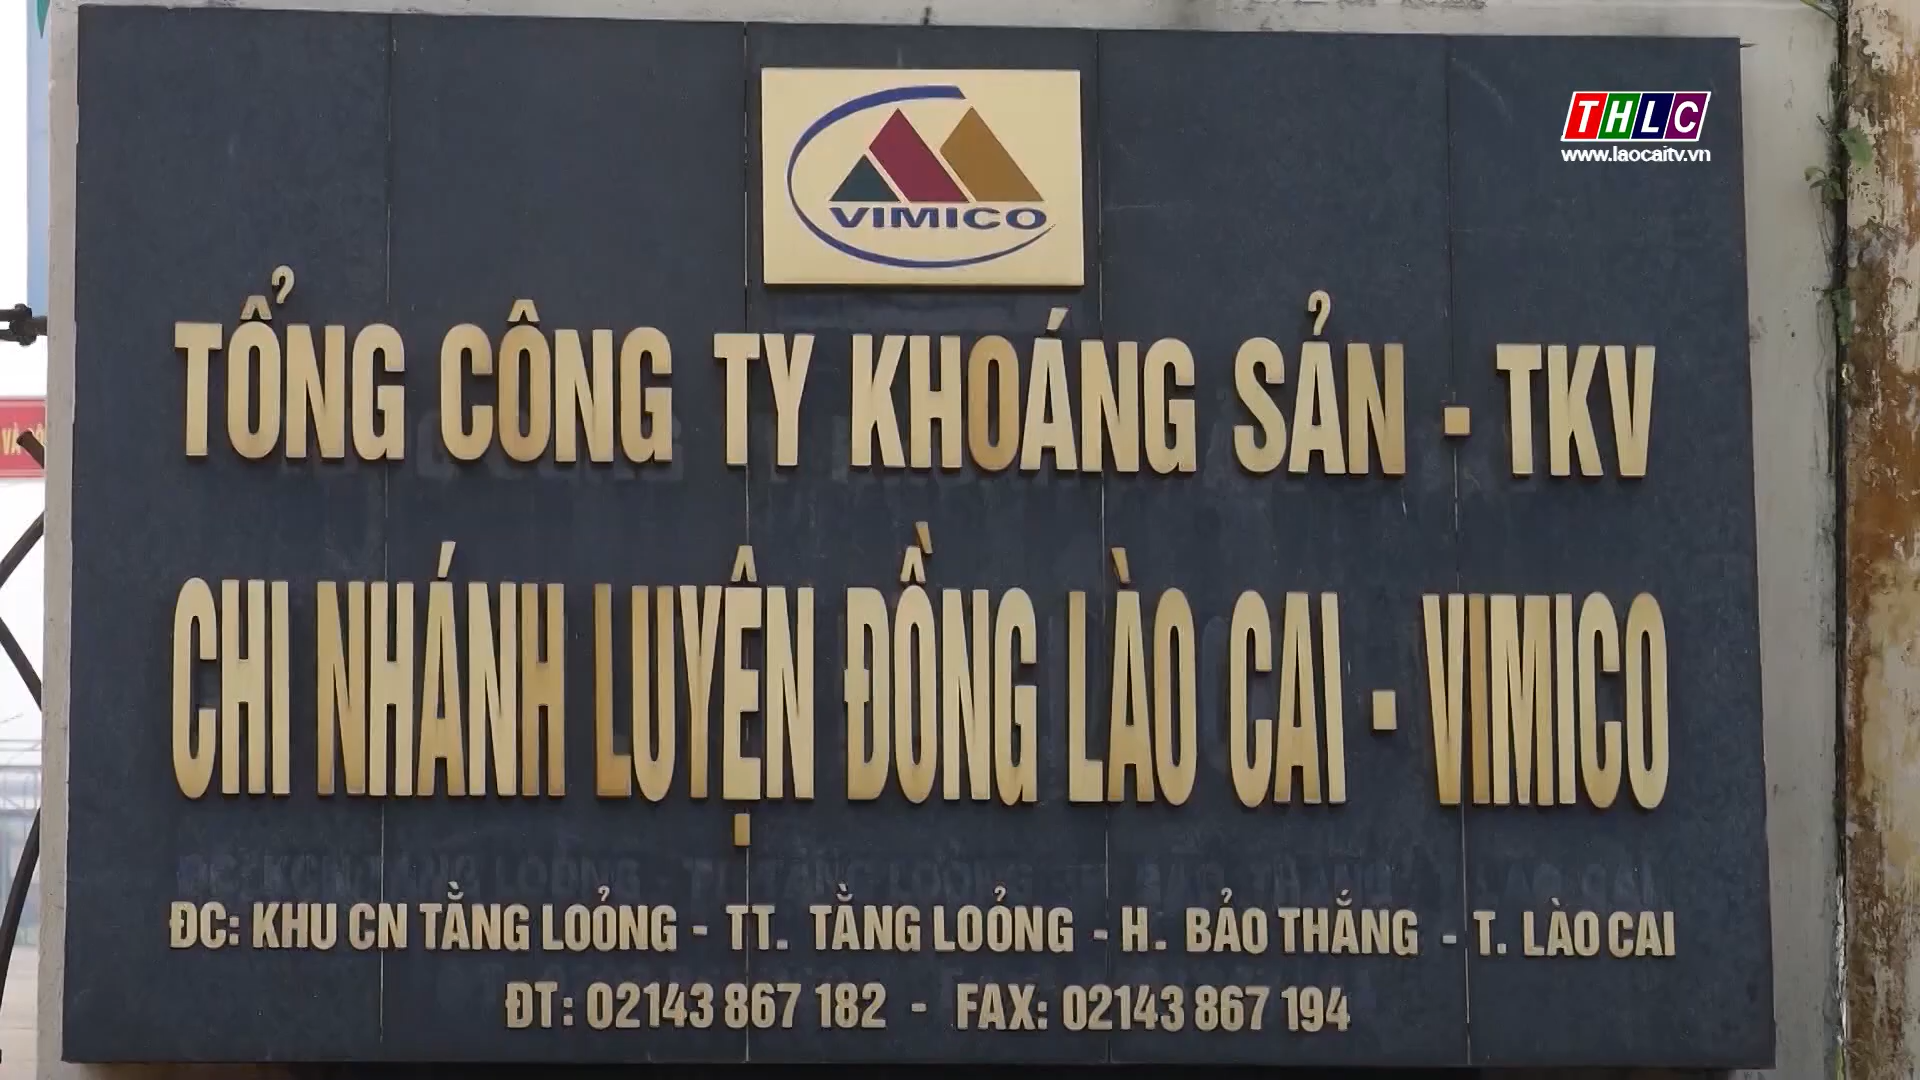 THLC
www.laocaitv.vn
VIMICO
TỔNG CÔNG TY KHOÁNG SẢN - TKV
CHI NHÁNH LUYỆN ĐỒNG LÀO CAI - VIMICO
ĐC: KHU CN TẰNG LOỎNG - TT. TẰNG LOỎNG - H. BẢO THẮNG - T. LÀO CAI
ĐT: 02143 867 182 - FAX: 02143 867 194
VÀ